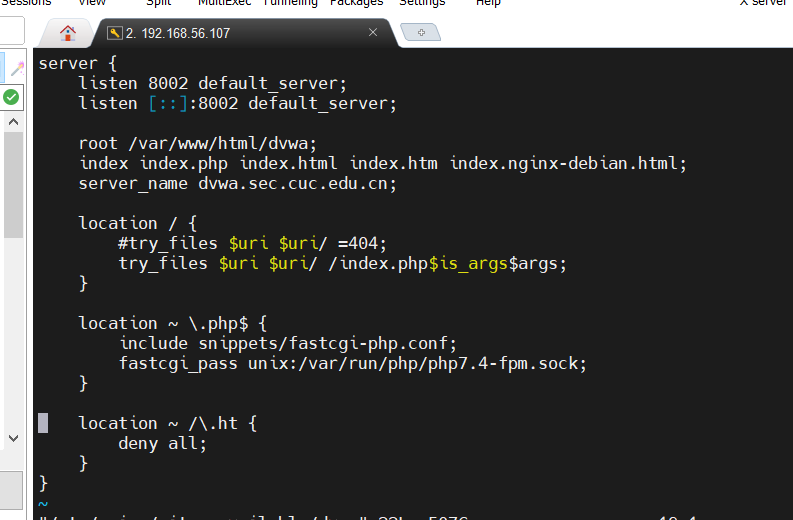 Sessions View Split MultiExec Tunneling Packages Settings Help X server
2. 192.168.56.107
server {
    listen 8002 default_server;
    listen [::]:8002 default_server;

    root /var/www/html/dvwa;
    index index.php index.html index.htm index.nginx-debian.html;
    server_name dvwa.sec.cuc.edu.cn;

    location / {
        #try_files $uri $uri/ =404;
        try_files $uri $uri/ /index.php$is_args$args;
    }

    location ~ \.php$ {
        include snippets/fastcgi-php.conf;
        fastcgi_pass unix:/var/run/php/php7.4-fpm.sock;
    }

    location ~ /\.ht {
        deny all;
    }
}
~